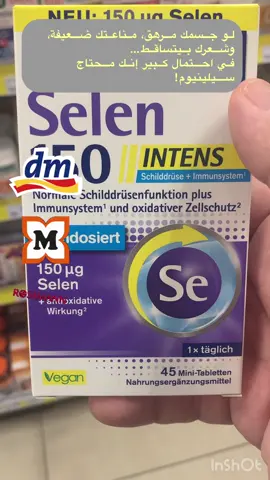 NEU: 150 µg Selen
لو جسمك مرهق، مناعتك ضعيفة،
وشعرك بيتساقط...
في احتمال كبير إنك محتاج
سيلينيوم!
Selen
150 INTENS
Schilddrüse + Immunsystem¹
dm
Normale Schilddrüsenfunktion plus
Immunsystem¹ und oxidativer Zellschutz²
M
dosiert
150 µg
Selen
+ antioxidative
Wirkung²
Se
1x täglich
Vegan
45 Mini-Tabletten
Nahrungsergänzungsmittel
InShOt